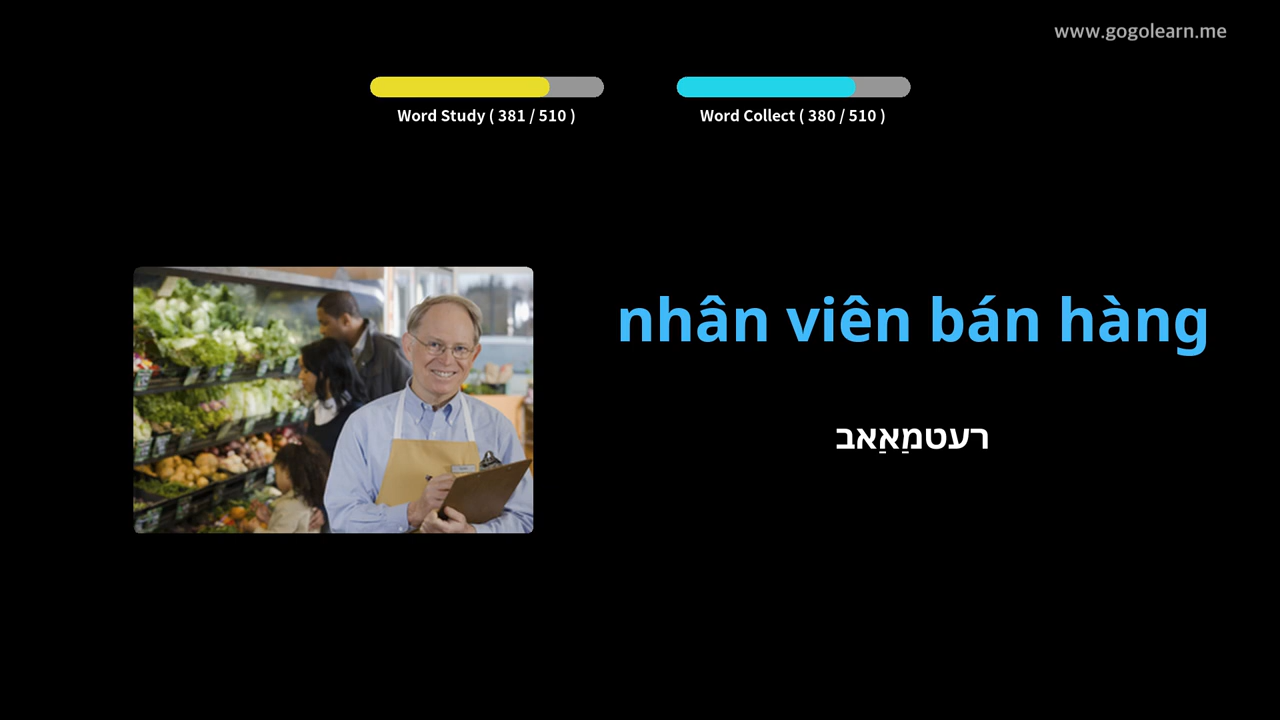 www.gogolearn.me
Word Study ( 381 / 510 )
Word Collect ( 380 / 510 )
nhân viên bán hàng
רעטמַאַאב